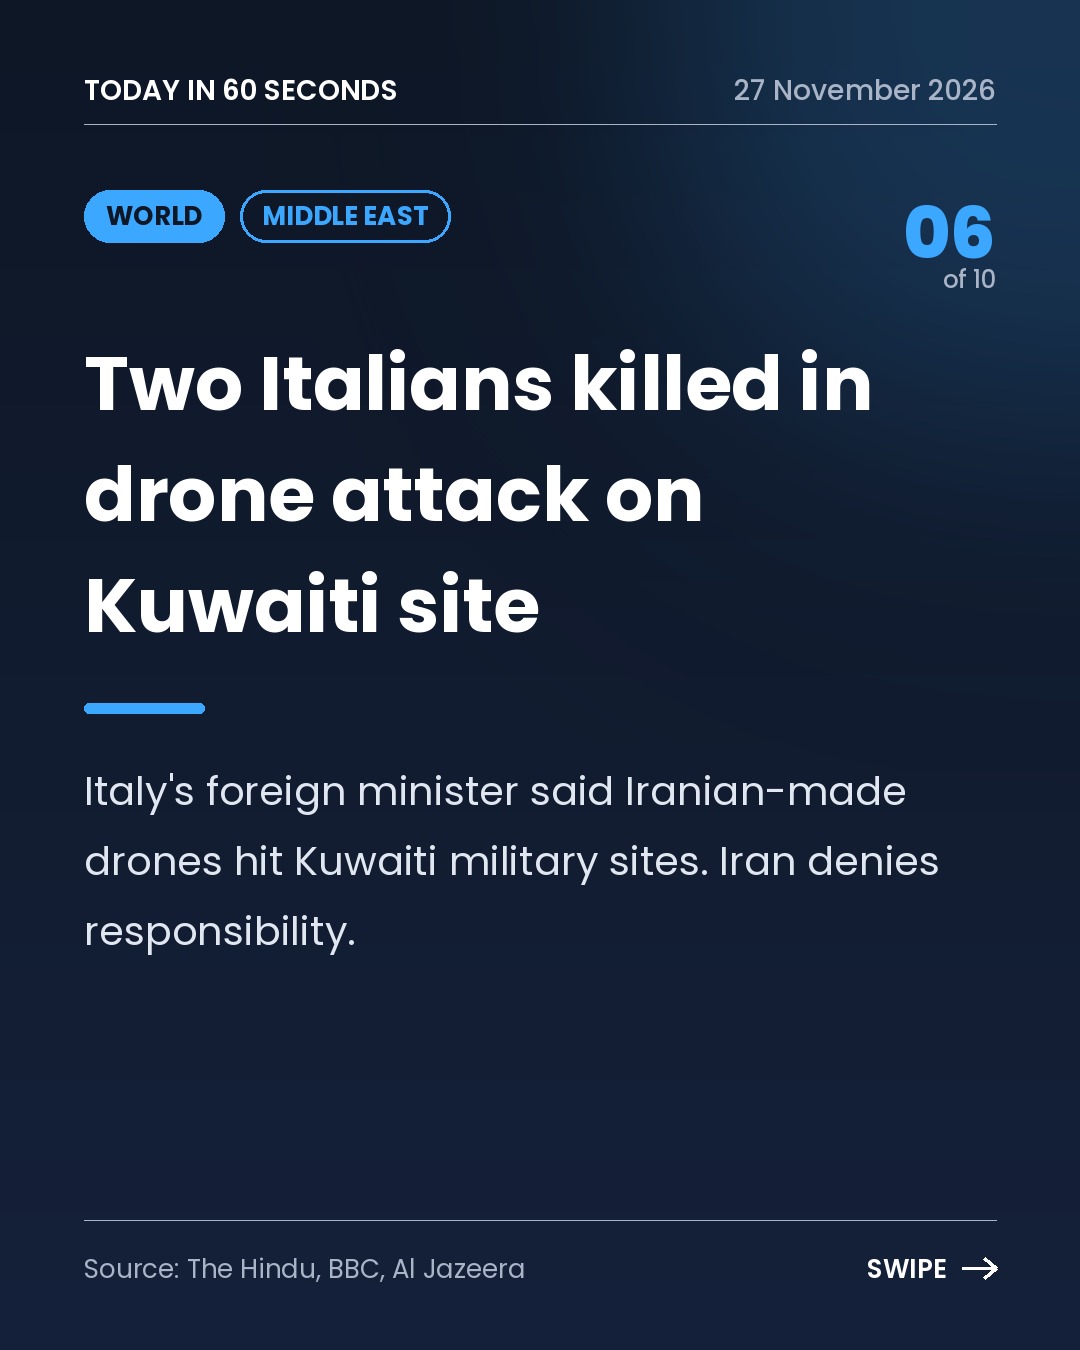 TODAY IN 60 SECONDS
27 November 2026
WORLD
MIDDLE EAST
06
of 10
Two Italians killed in
drone attack on
Kuwaiti site
Italy's foreign minister said Iranian-made
drones hit Kuwaiti military sites. Iran denies
responsibility.
Source: The Hindu, BBC, Al Jazeera
SWIPE →